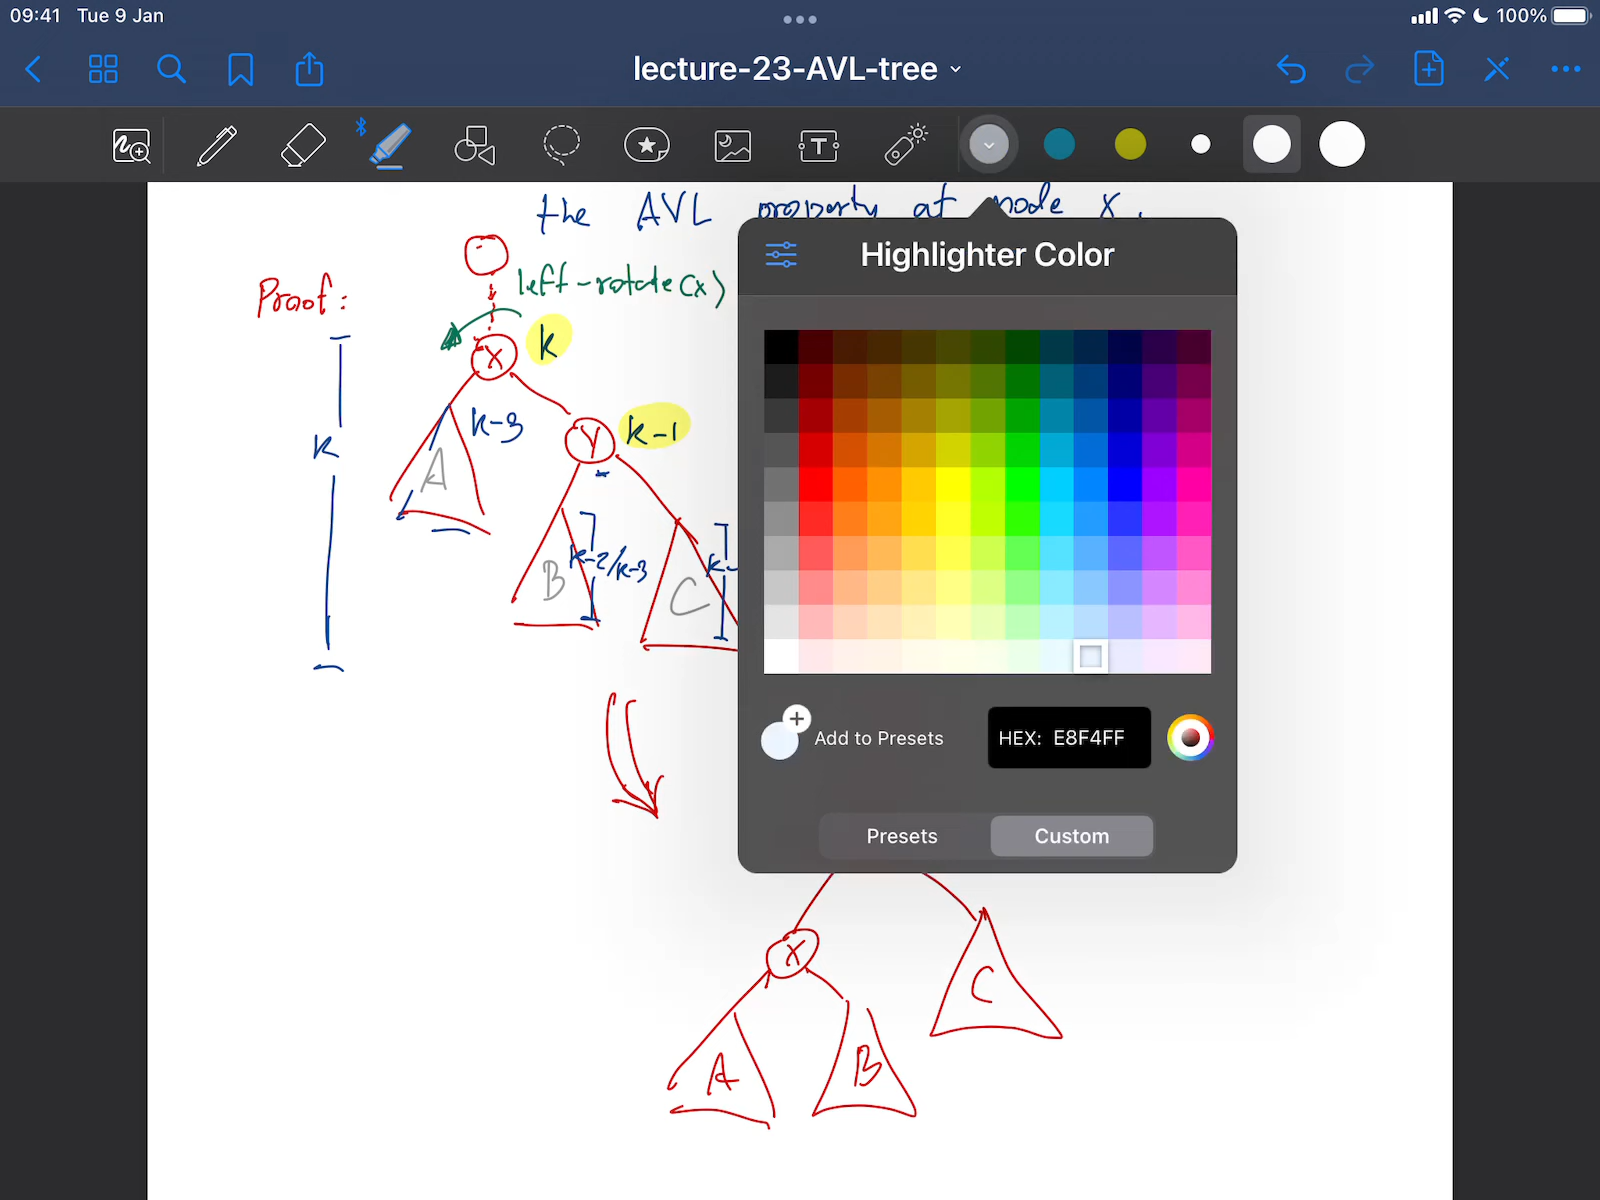 09:41 Tue 9 Jan
100%
lecture-23-AVL-tree
T
the AVL property at node x.
Proof:
left-rotate(x)
x k
k-3
y k-1
k
A
B
k-2/k-3
C
k-
Highlighter Color
Add to Presets
HEX: E8F4FF
Presets
Custom
x
C
A
B